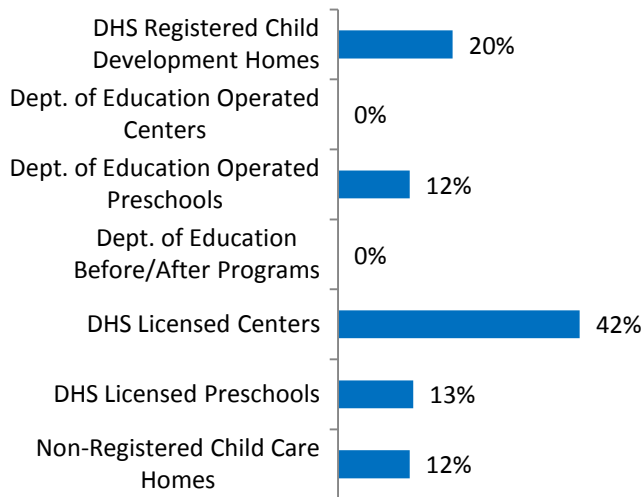 DHS Registered Child
Development Homes
20%
Dept. of Education Operated
Centers
0%
Dept. of Education Operated
Preschools
12%
Dept. of Education
Before/After Programs
0%
DHS Licensed Centers
42%
DHS Licensed Preschools
13%
Non-Registered Child Care
Homes
12%